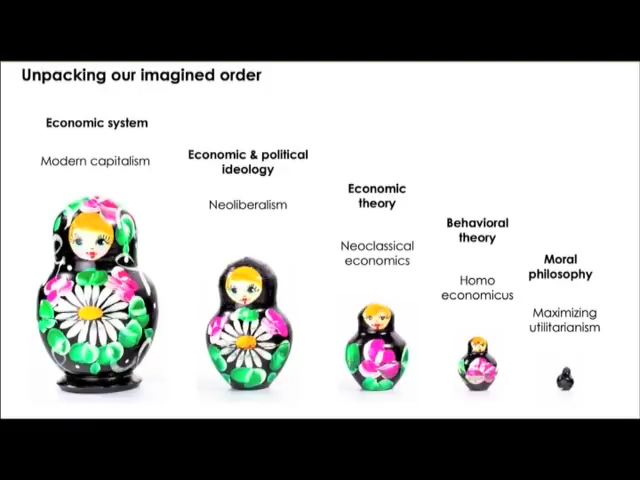 Unpacking our imagined order
Economic system
Modern capitalism
Economic & political
ideology
Neoliberalism
Economic
theory
Neoclassical
economics
Behavioral
theory
Homo
economicus
Moral
philosophy
Maximizing
utilitarianism